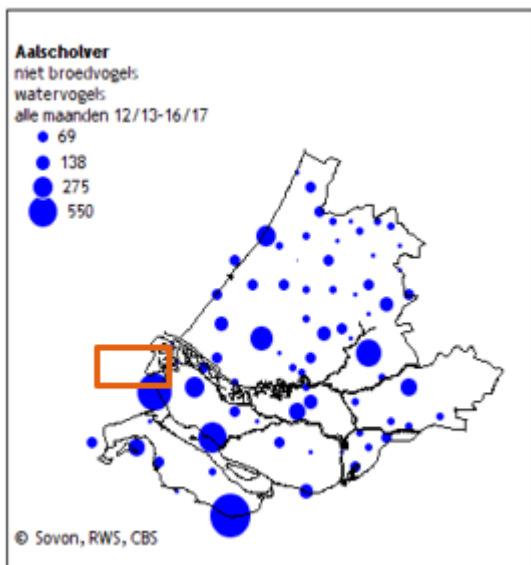 Aalscholver
niet broedvogels
watervogels
alle maanden 12/13-16/17
69
138
275
550
© Sovon, RWS, CBS